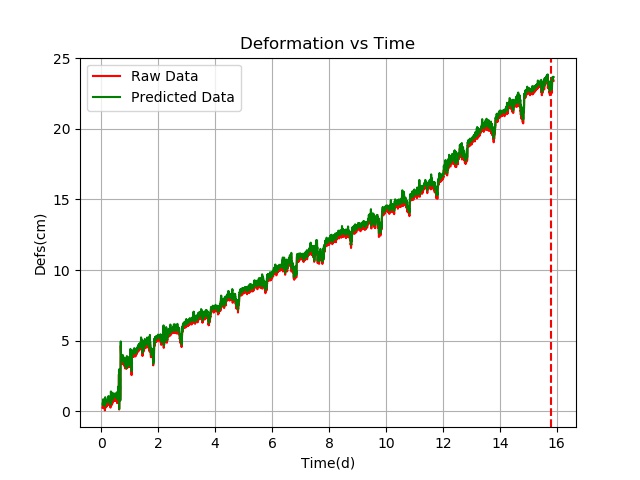 Deformation vs Time
Raw Data
Predicted Data
25
20
15
10
5
0
Defs(cm)
0 2 4 6 8 10 12 14 16
Time(d)